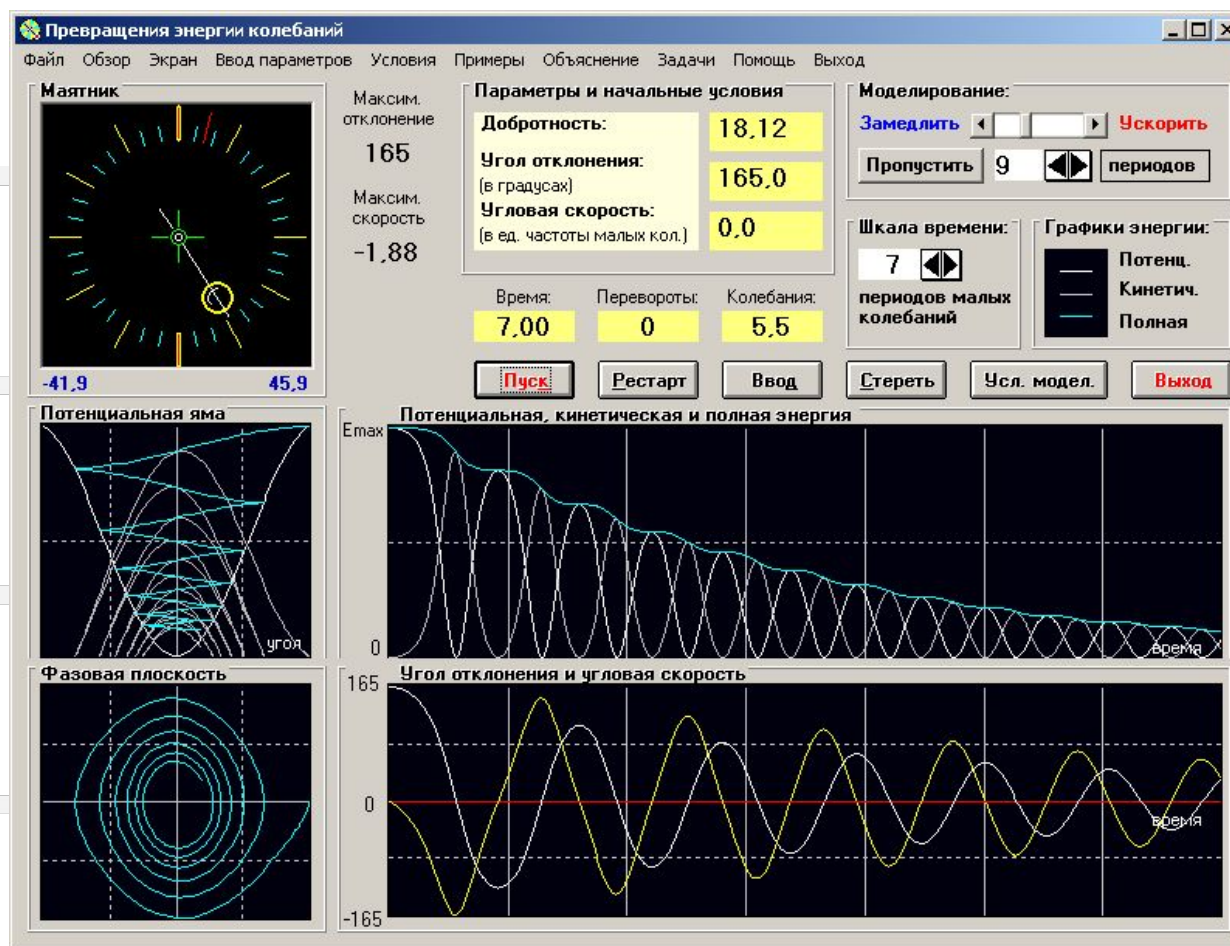 Превращения энергии колебаний
Файл Обзор Экран Ввод параметров Условия Примеры Объяснение Задачи Помощь Выход
Маятник
-41,9 45,9
Максим.
отклонение
165
Максим.
скорость
-1,88
Параметры и начальные условия
Добротность: 18,12
Угол отклонения: 165,0
(в градусах)
Угловая скорость: 0,0
(в ед. частоты малых кол.)
Время: Перевороты: Колебания:
7,00 0 5,5
Моделирование:
Замедлить Ускорить
Пропустить 9 периодов
Шкала времени:
7
периодов малых
колебаний
Графики энергии:
Потенц.
Кинетич.
Полная
Пуск Рестарт Ввод Стереть Усл. модел. Выход
Потенциальная яма
угол
Потенциальная, кинетическая и полная энергия
Emax
0
время
Фазовая плоскость
Угол отклонения и угловая скорость
165
0
время
-165